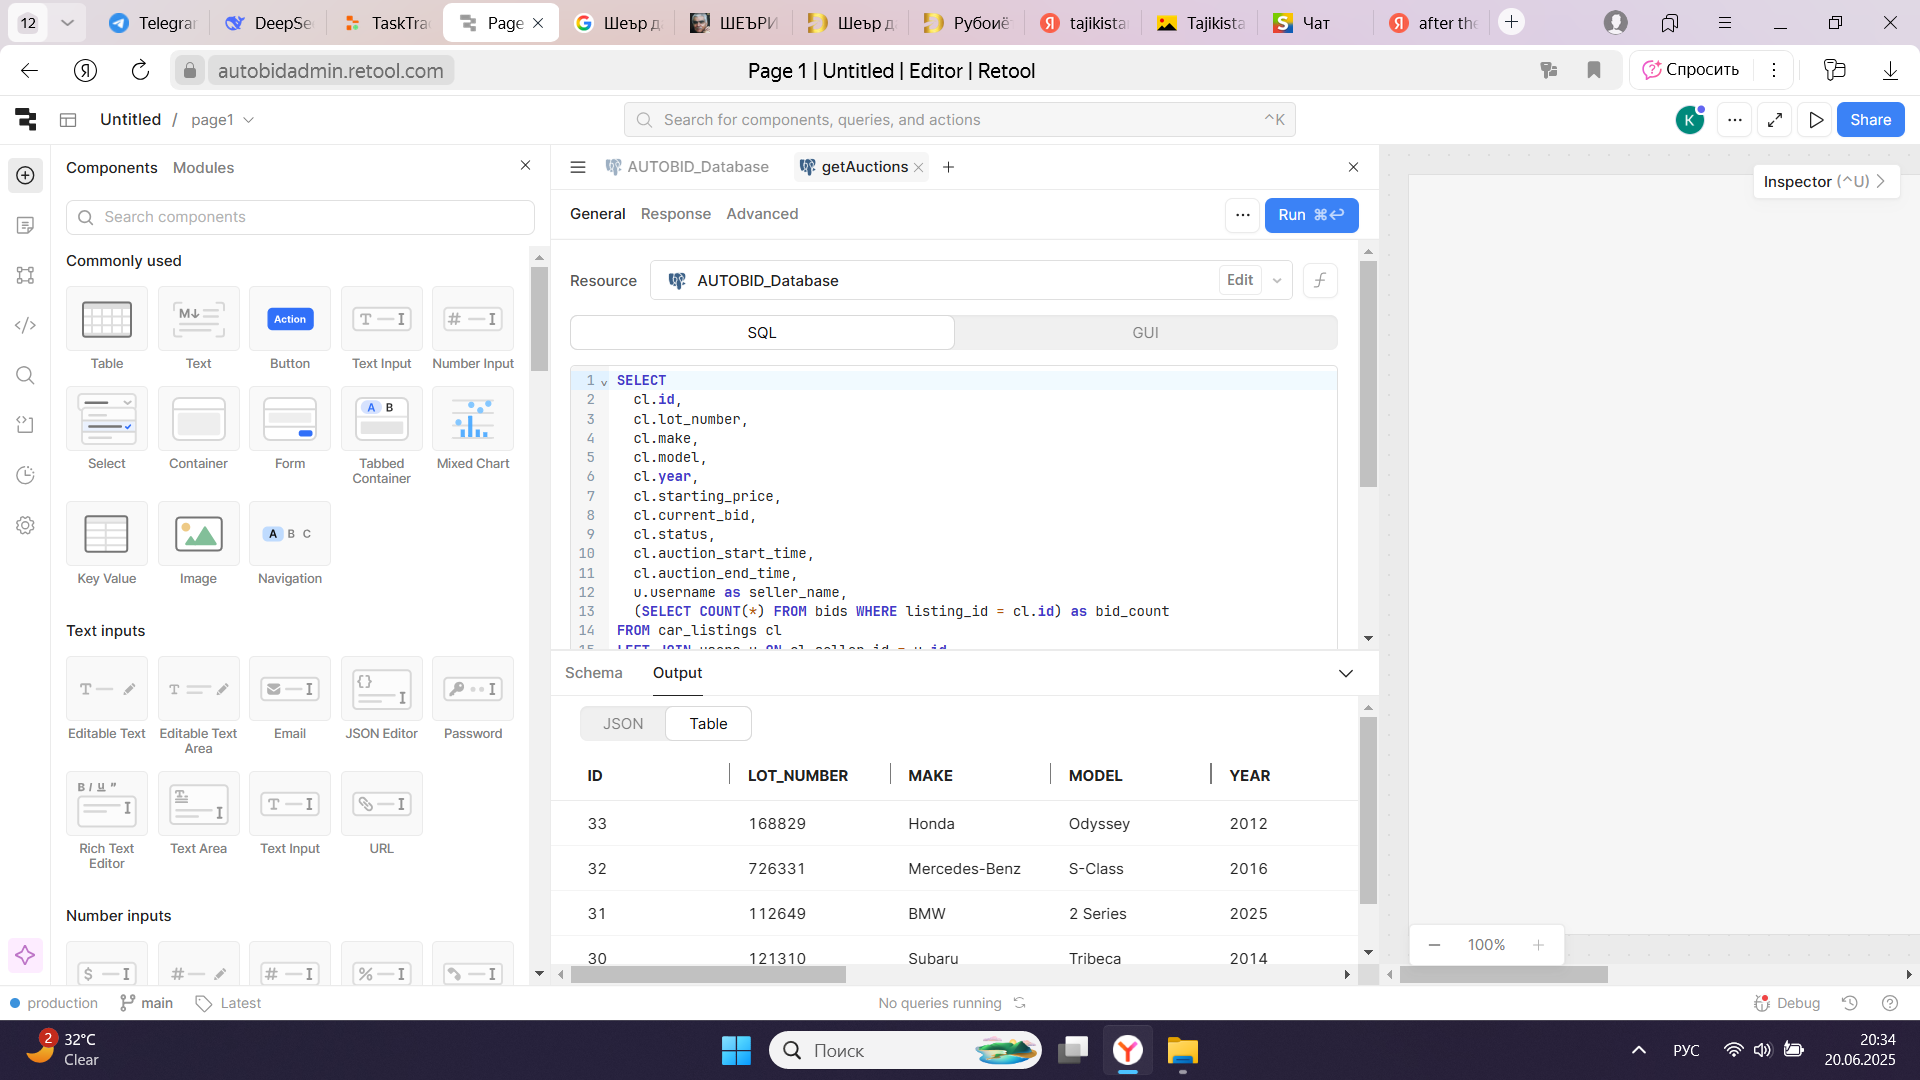 12
Telegram
DeepSe
TaskTra
Page
Шеър д
ШЕЪРИ
Шеър д
Рубоиё
tajikista
Tajikista
Чат
after the
autobidadmin.retool.com
Page 1 | Untitled | Editor | Retool
Спросить
Untitled / page1
Search for components, queries, and actions
^K
K
Share
Components
Modules
Search components
Commonly used
Table
Text
Action
Button
Text Input
Number Input
Select
Container
Form
Tabbed Container
Mixed Chart
Key Value
Image
A B C
Navigation
Text inputs
Editable Text
Editable Text Area
Email
JSON Editor
Password
Rich Text Editor
Text Area
Text Input
URL
Number inputs
AUTOBID_Database
getAuctions
General
Response
Advanced
Run ⌘↩
Resource
AUTOBID_Database
Edit
SQL
GUI
1 SELECT
2 cl.id,
3 cl.lot_number,
4 cl.make,
5 cl.model,
6 cl.year,
7 cl.starting_price,
8 cl.current_bid,
9 cl.status,
10 cl.auction_start_time,
11 cl.auction_end_time,
12 u.username as seller_name,
13 (SELECT COUNT(*) FROM bids WHERE listing_id = cl.id) as bid_count
14 FROM car_listings cl
15 LEFT JOIN users u ON cl.seller_id = u.id
Schema
Output
JSON
Table
ID LOT_NUMBER MAKE MODEL YEAR
33 168829 Honda Odyssey 2012
32 726331 Mercedes-Benz S-Class 2016
31 112649 BMW 2 Series 2025
30 121310 Subaru Tribeca 2014
Inspector (^U)
100%
production
main
Latest
No queries running
Debug
2
32°C
Clear
Поиск
РУС
20:34
20.06.2025